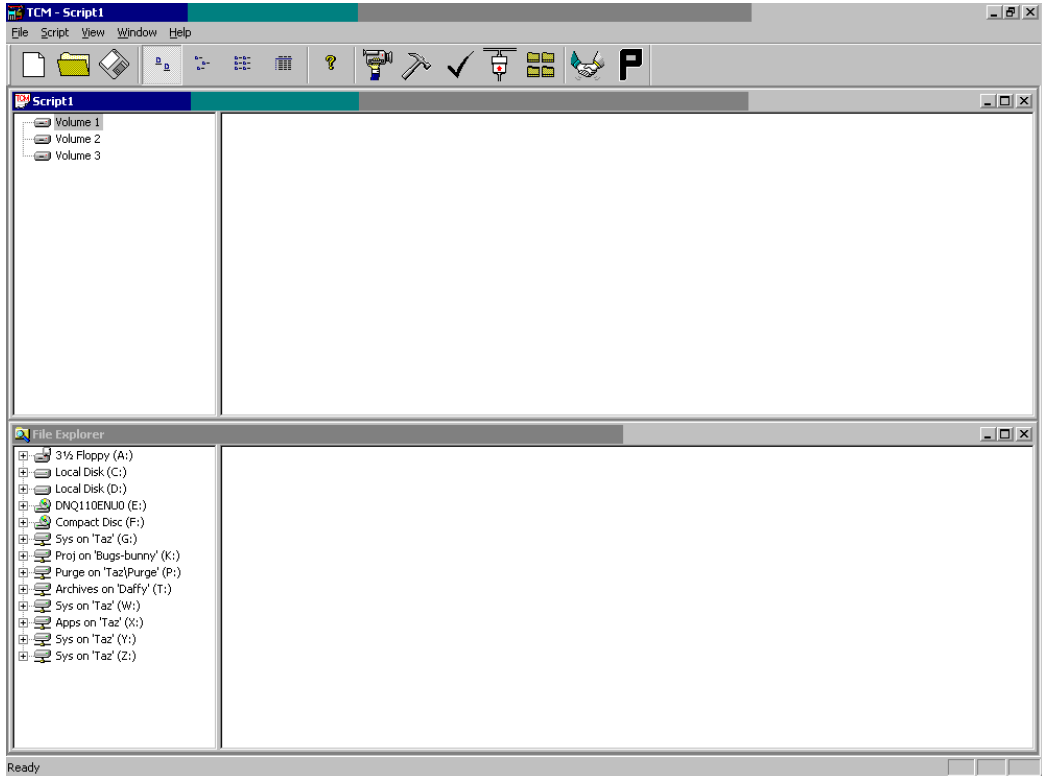 TCM - Script1
File Script View Window Help
? P
Script1
Volume 1
Volume 2
Volume 3
File Explorer
3½ Floppy (A:)
Local Disk (C:)
Local Disk (D:)
DNQ110ENU0 (E:)
Compact Disc (F:)
Sys on 'Taz' (G:)
Proj on 'Bugs-bunny' (K:)
Purge on 'Taz\Purge' (P:)
Archives on 'Daffy' (T:)
Sys on 'Taz' (W:)
Apps on 'Taz' (X:)
Sys on 'Taz' (Y:)
Sys on 'Taz' (Z:)
Ready